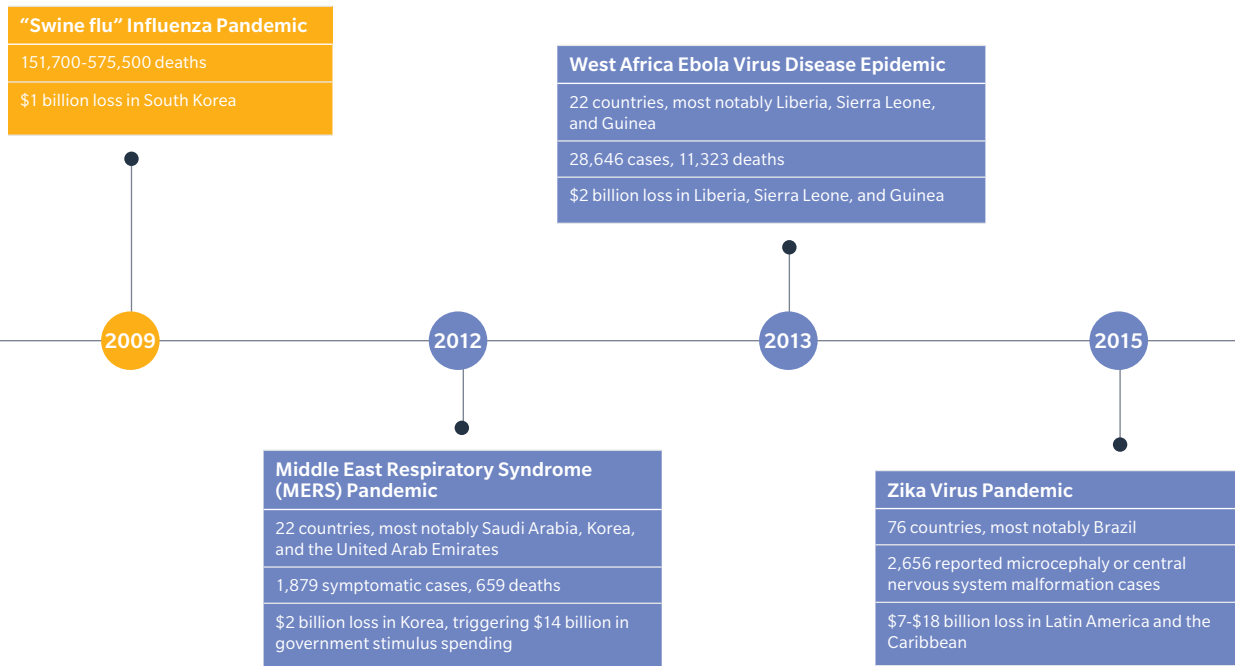 “Swine flu” Influenza Pandemic
151,700-575,500 deaths
$1 billion loss in South Korea
West Africa Ebola Virus Disease Epidemic
22 countries, most notably Liberia, Sierra Leone,
and Guinea
28,646 cases, 11,323 deaths
$2 billion loss in Liberia, Sierra Leone, and Guinea
2009
2012
2013
2015
Middle East Respiratory Syndrome
(MERS) Pandemic
22 countries, most notably Saudi Arabia, Korea,
and the United Arab Emirates
1,879 symptomatic cases, 659 deaths
$2 billion loss in Korea, triggering $14 billion in
government stimulus spending
Zika Virus Pandemic
76 countries, most notably Brazil
2,656 reported microcephaly or central
nervous system malformation cases
$7-$18 billion loss in Latin America and the
Caribbean